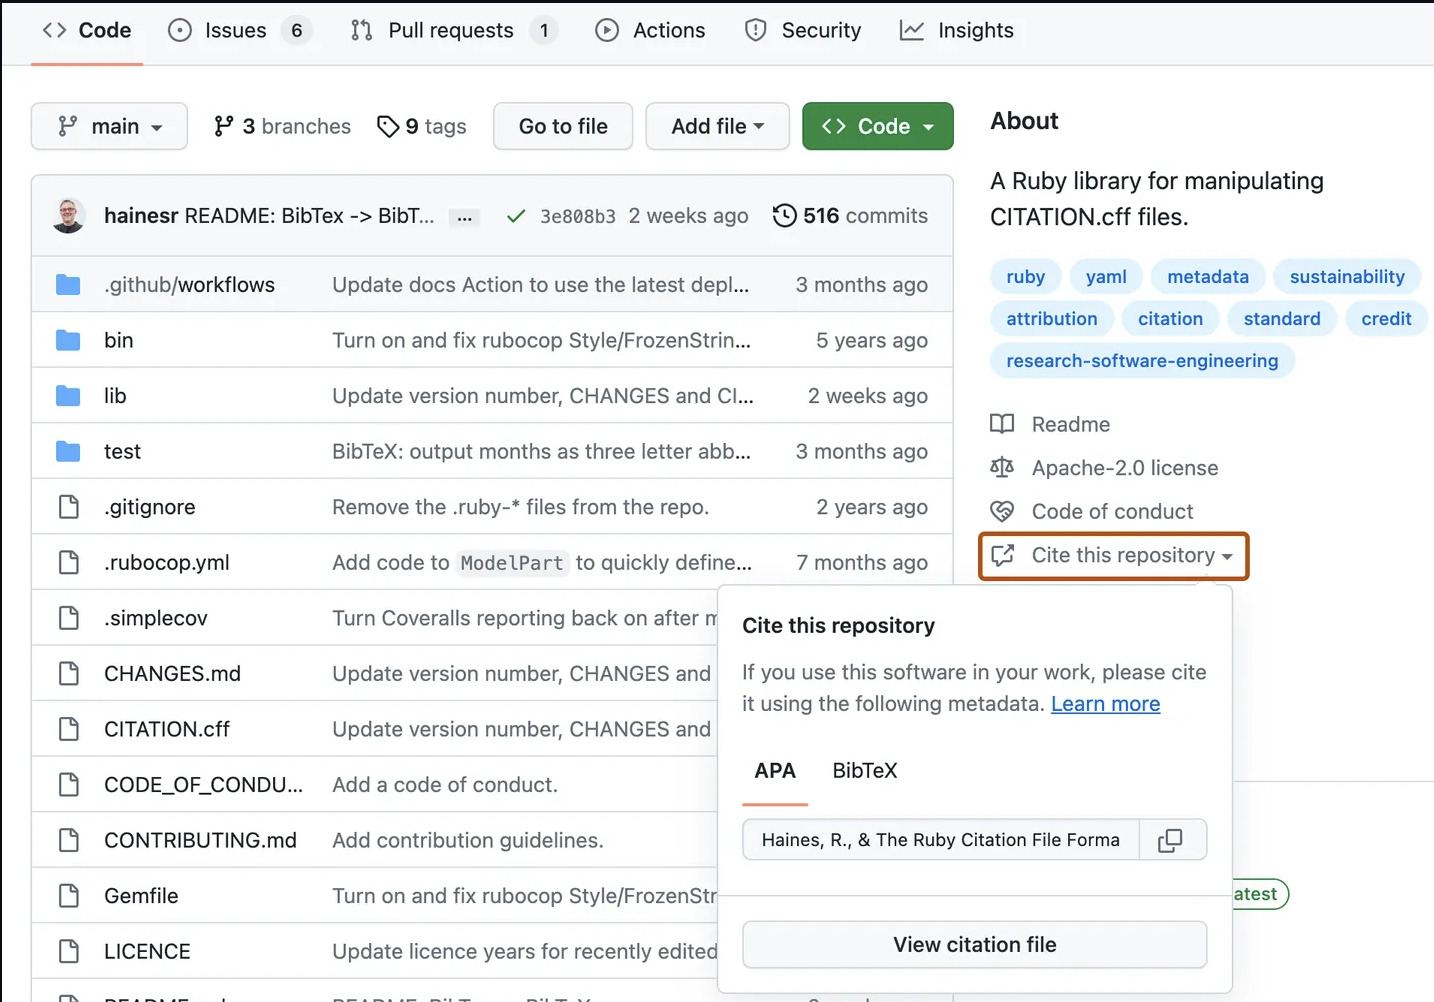 Code Issues 6 Pull requests 1 Actions Security Insights
main 3 branches 9 tags Go to file Add file Code
hainesr README: BibTex -> BibT... ... 3e808b3 2 weeks ago 516 commits
.github/workflows Update docs Action to use the latest depl... 3 months ago
bin Turn on and fix rubocop Style/FrozenStrin... 5 years ago
lib Update version number, CHANGES and CI... 2 weeks ago
test BibTeX: output months as three letter abb... 3 months ago
.gitignore Remove the .ruby-* files from the repo. 2 years ago
.rubocop.yml Add code to ModelPart to quickly define... 7 months ago
.simplecov Turn Coveralls reporting back on after
CHANGES.md Update version number, CHANGES and
CITATION.cff Update version number, CHANGES and
CODE_OF_CONDU... Add a code of conduct.
CONTRIBUTING.md Add contribution guidelines.
Gemfile Turn on and fix rubocop Style/FrozenStr
LICENCE Update licence years for recently edited
About
A Ruby library for manipulating
CITATION.cff files.
ruby yaml metadata sustainability
attribution citation standard credit
research-software-engineering
Readme
Apache-2.0 license
Code of conduct
Cite this repository
Cite this repository
If you use this software in your work, please cite
it using the following metadata. Learn more
APA BibTeX
Haines, R., & The Ruby Citation File Forma
atest
View citation file